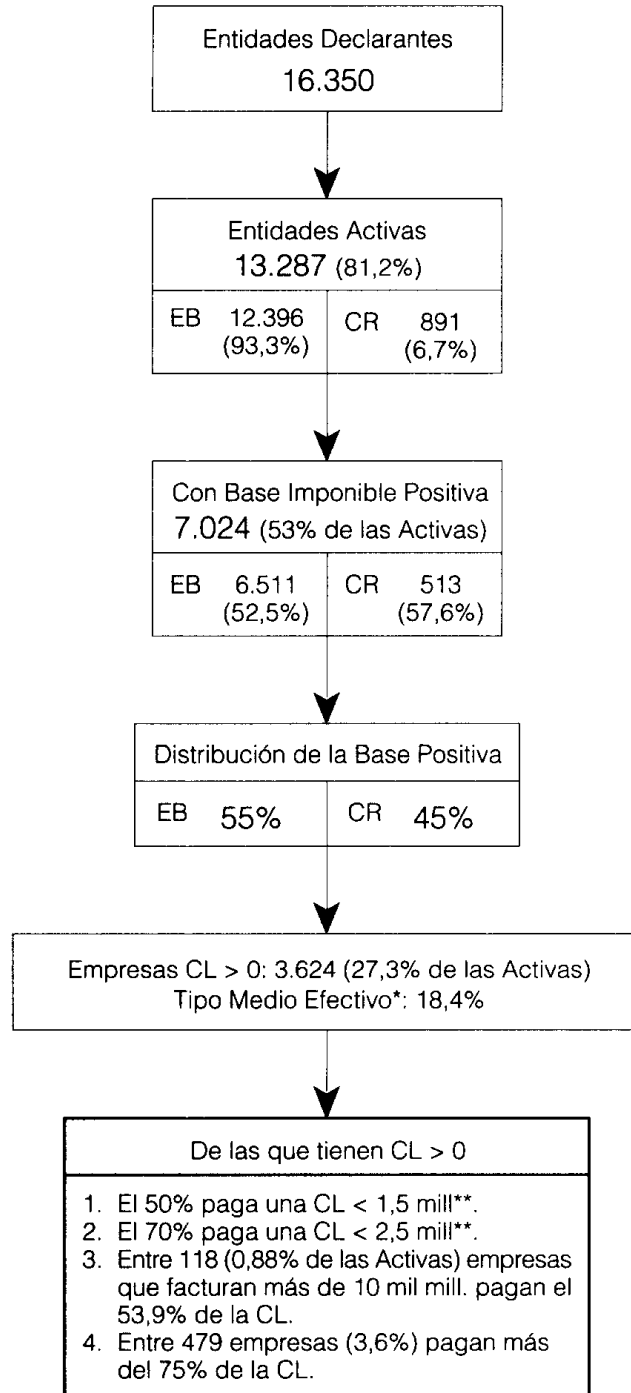 Entidades Declarantes
16.350
Entidades Activas
13.287 (81,2%)
EB 12.396 CR 891
(93,3%) (6,7%)
Con Base Imponible Positiva
7.024 (53% de las Activas)
EB 6.511 CR 513
(52,5%) (57,6%)
Distribución de la Base Positiva
EB 55% CR 45%
Empresas CL > 0: 3.624 (27,3% de las Activas)
Tipo Medio Efectivo*: 18,4%
De las que tienen CL > 0
1. El 50% paga una CL < 1,5 mill**.
2. El 70% paga una CL < 2,5 mill**.
3. Entre 118 (0,88% de las Activas) empresas
que facturan más de 10 mil mill. pagan el
53,9% de la CL.
4. Entre 479 empresas (3,6%) pagan más
del 75% de la CL.